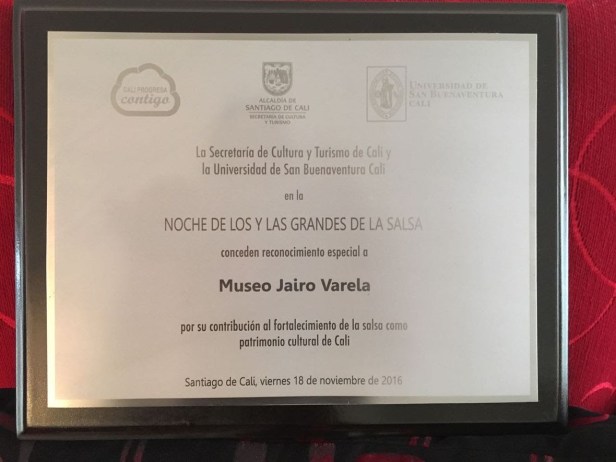 CALI PROGRESA
contigo
ALCALDÍA DE
SANTIAGO DE CALI
SECRETARÍA DE CULTURA
Y TURISMO
UNIVERSIDAD DE
SAN BUENAVENTURA
CALI
La Secretaría de Cultura y Turismo de Cali y
la Universidad de San Buenaventura Cali
en la
NOCHE DE LOS Y LAS GRANDES DE LA SALSA
conceden reconocimiento especial a
Museo Jairo Varela
por su contribución al fortalecimiento de la salsa como
patrimonio cultural de Cali
Santiago de Cali, viernes 18 de noviembre de 2016